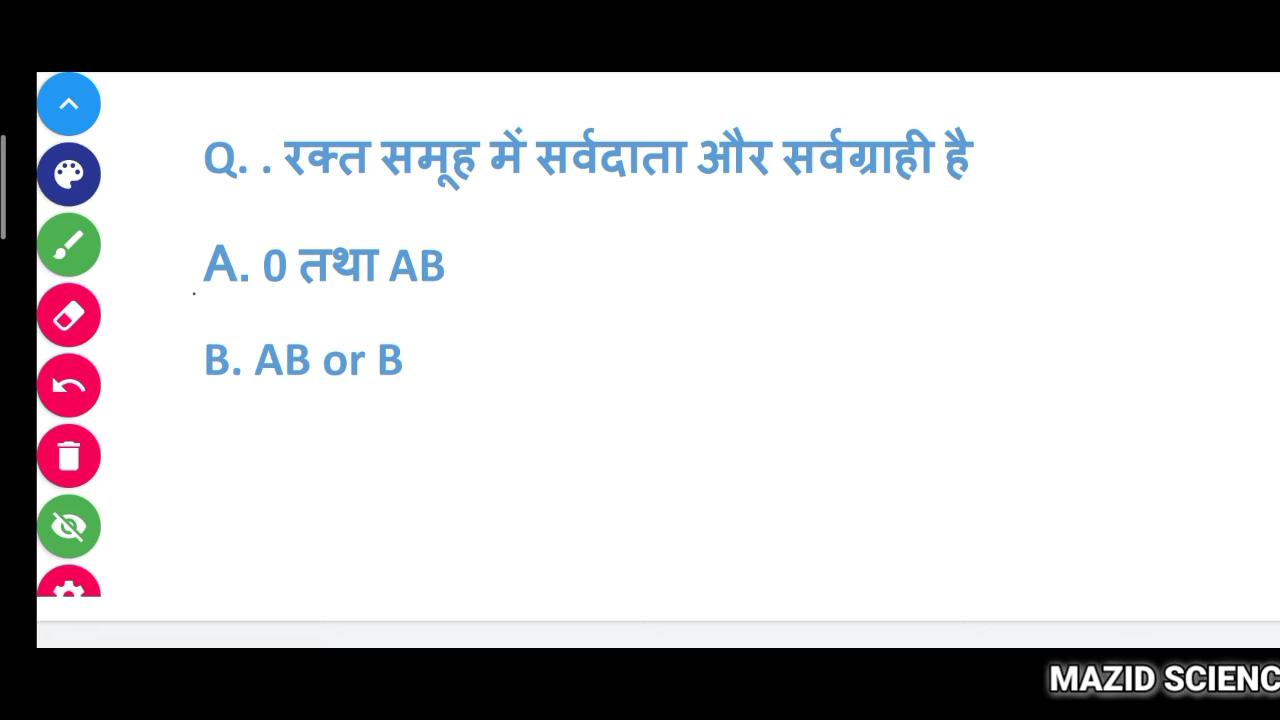 Q. . रक्त समूह में सर्वदाता और सर्वग्राही है
A. 0 तथा AB
B. AB or B
MAZID SCIENC